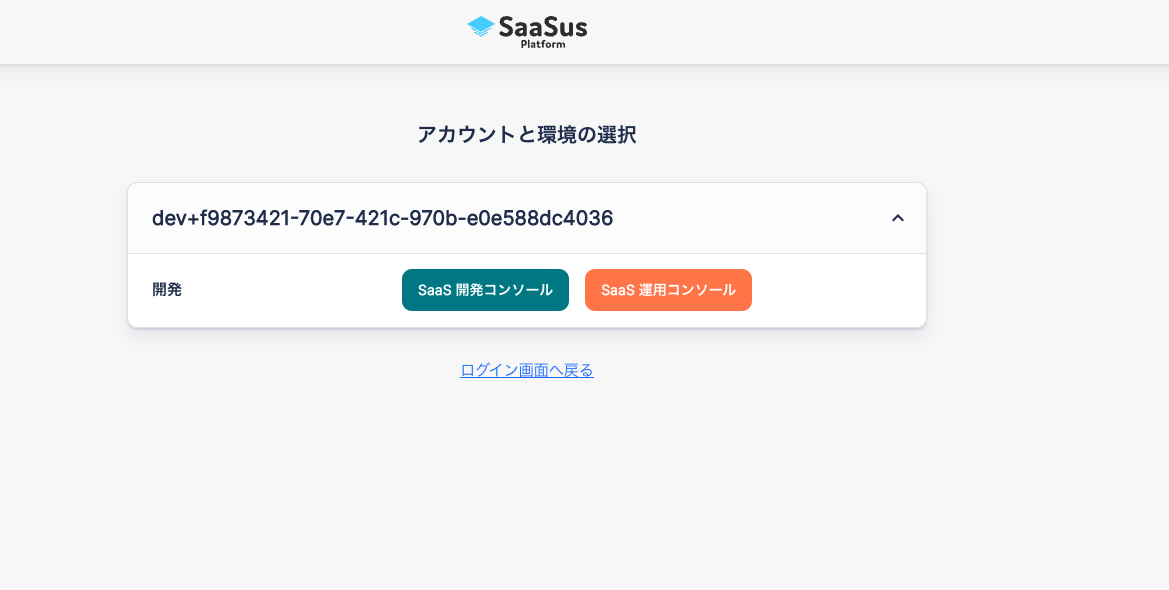 SaaSus
Platform
アカウントと環境の選択
dev+f9873421-70e7-421c-970b-e0e588dc4036
開発
SaaS 開発コンソール
SaaS 運用コンソール
ログイン画面へ戻る